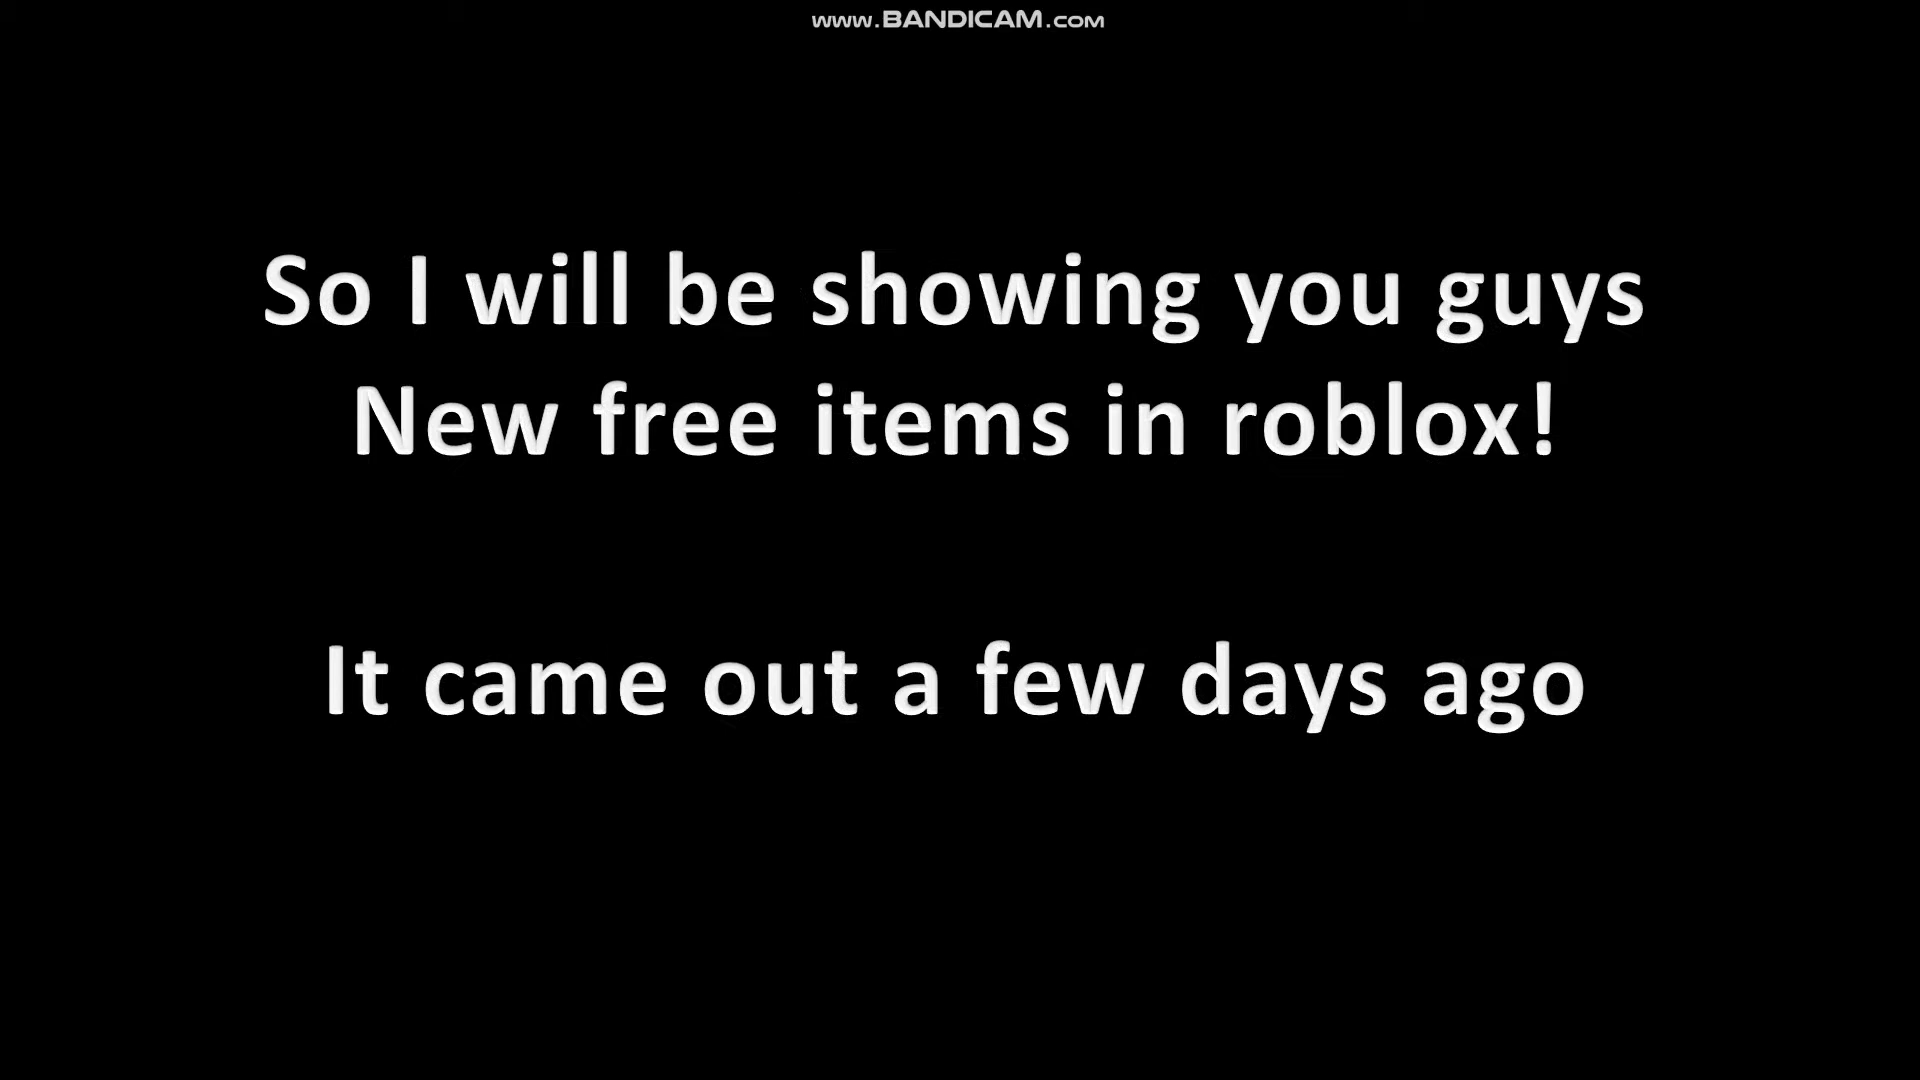 www.BANDICAM.com
So I will be showing you guys
New free items in roblox!
It came out a few days ago